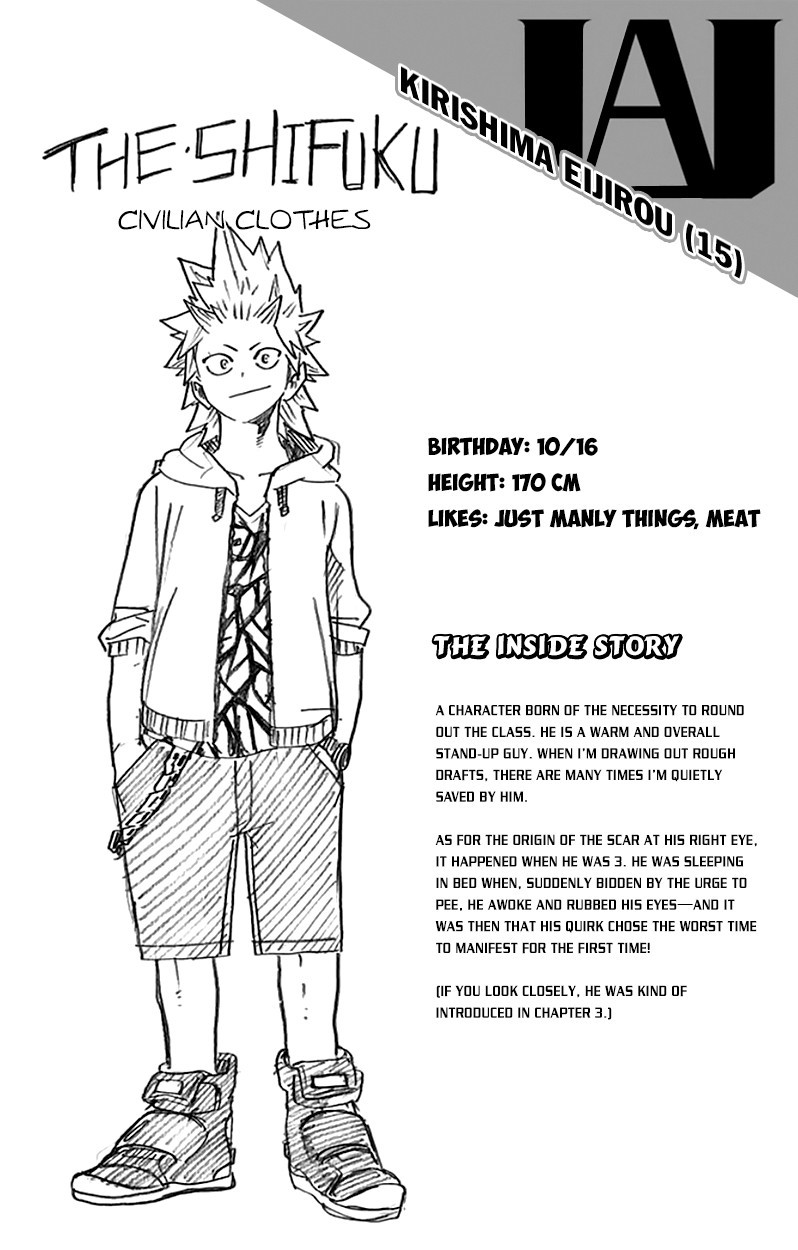 UA
KIRISHIMA EIJIROU (15)
THE·SHIFUKU
CIVILIAN CLOTHES
BIRTHDAY: 10/16
HEIGHT: 170 CM
LIKES: JUST MANLY THINGS, MEAT
THE INSIDE STORY
A CHARACTER BORN OF THE NECESSITY TO ROUND
OUT THE CLASS. HE IS A WARM AND OVERALL
STAND-UP GUY. WHEN I'M DRAWING OUT ROUGH
DRAFTS, THERE ARE MANY TIMES I'M QUIETLY
SAVED BY HIM.
AS FOR THE ORIGIN OF THE SCAR AT HIS RIGHT EYE,
IT HAPPENED WHEN HE WAS 3. HE WAS SLEEPING
IN BED WHEN, SUDDENLY BIDDEN BY THE URGE TO
PEE, HE AWOKE AND RUBBED HIS EYES—AND IT
WAS THEN THAT HIS QUIRK CHOSE THE WORST TIME
TO MANIFEST FOR THE FIRST TIME!
(IF YOU LOOK CLOSELY, HE WAS KIND OF
INTRODUCED IN CHAPTER 3.)